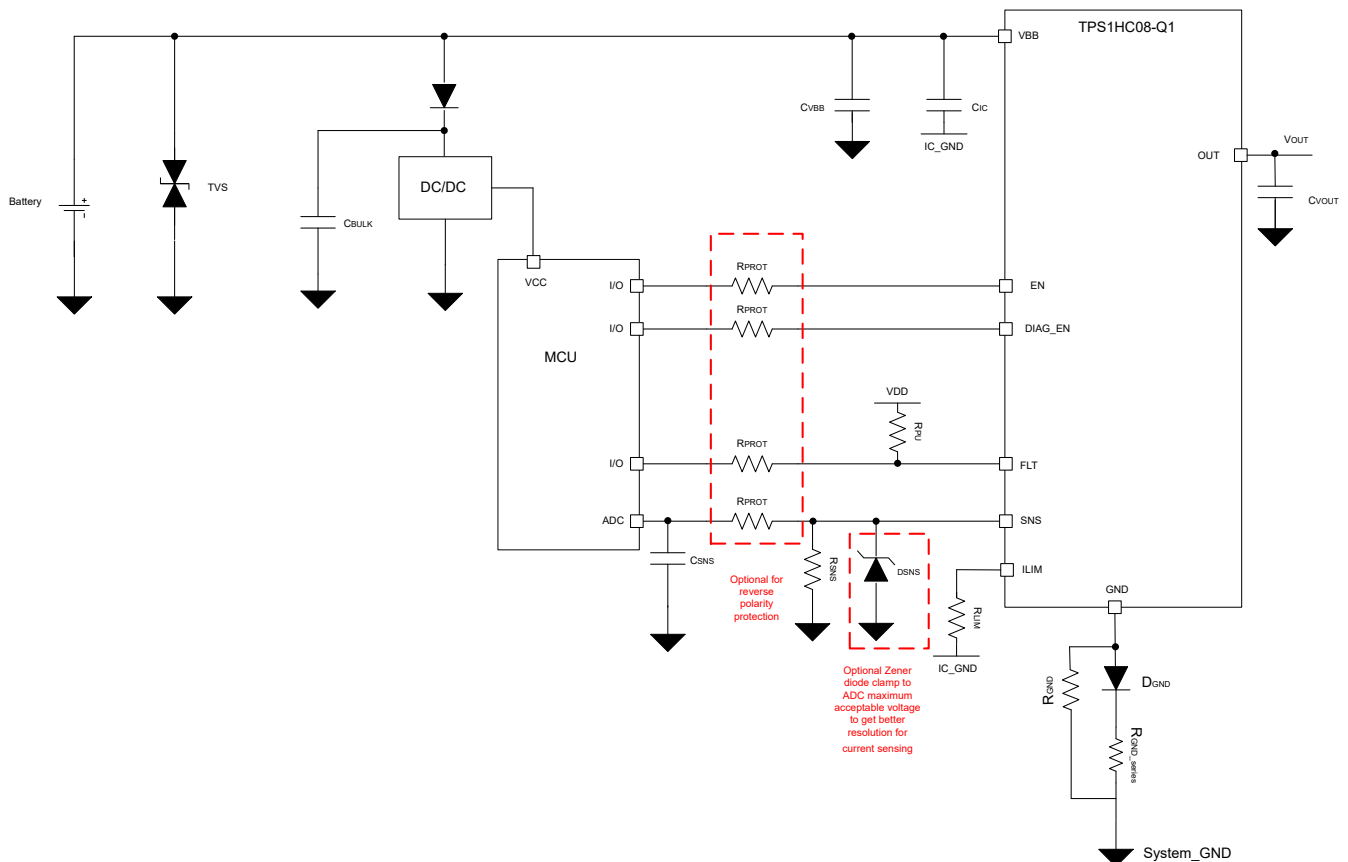 TPS1HC08-Q1
VBB
CVBB
CIC
IC_GND
OUT
VOUT
CVOUT
DC/DC
TVS
Battery
+
-
CBULK
VCC
RPROT
I/O
EN
RPROT
I/O
DIAG_EN
MCU
VDD
RPU
RPROT
I/O
FLT
RPROT
ADC
SNS
CSNS
RSNS
DSNS
ILIM
Optional for
reverse
polarity
protection
GND
RLIM
IC_GND
Optional Zener
diode clamp to
ADC maximum
acceptable voltage
to get better
resolution for
current sensing
RGND
DGND
RGND_series
System_GND